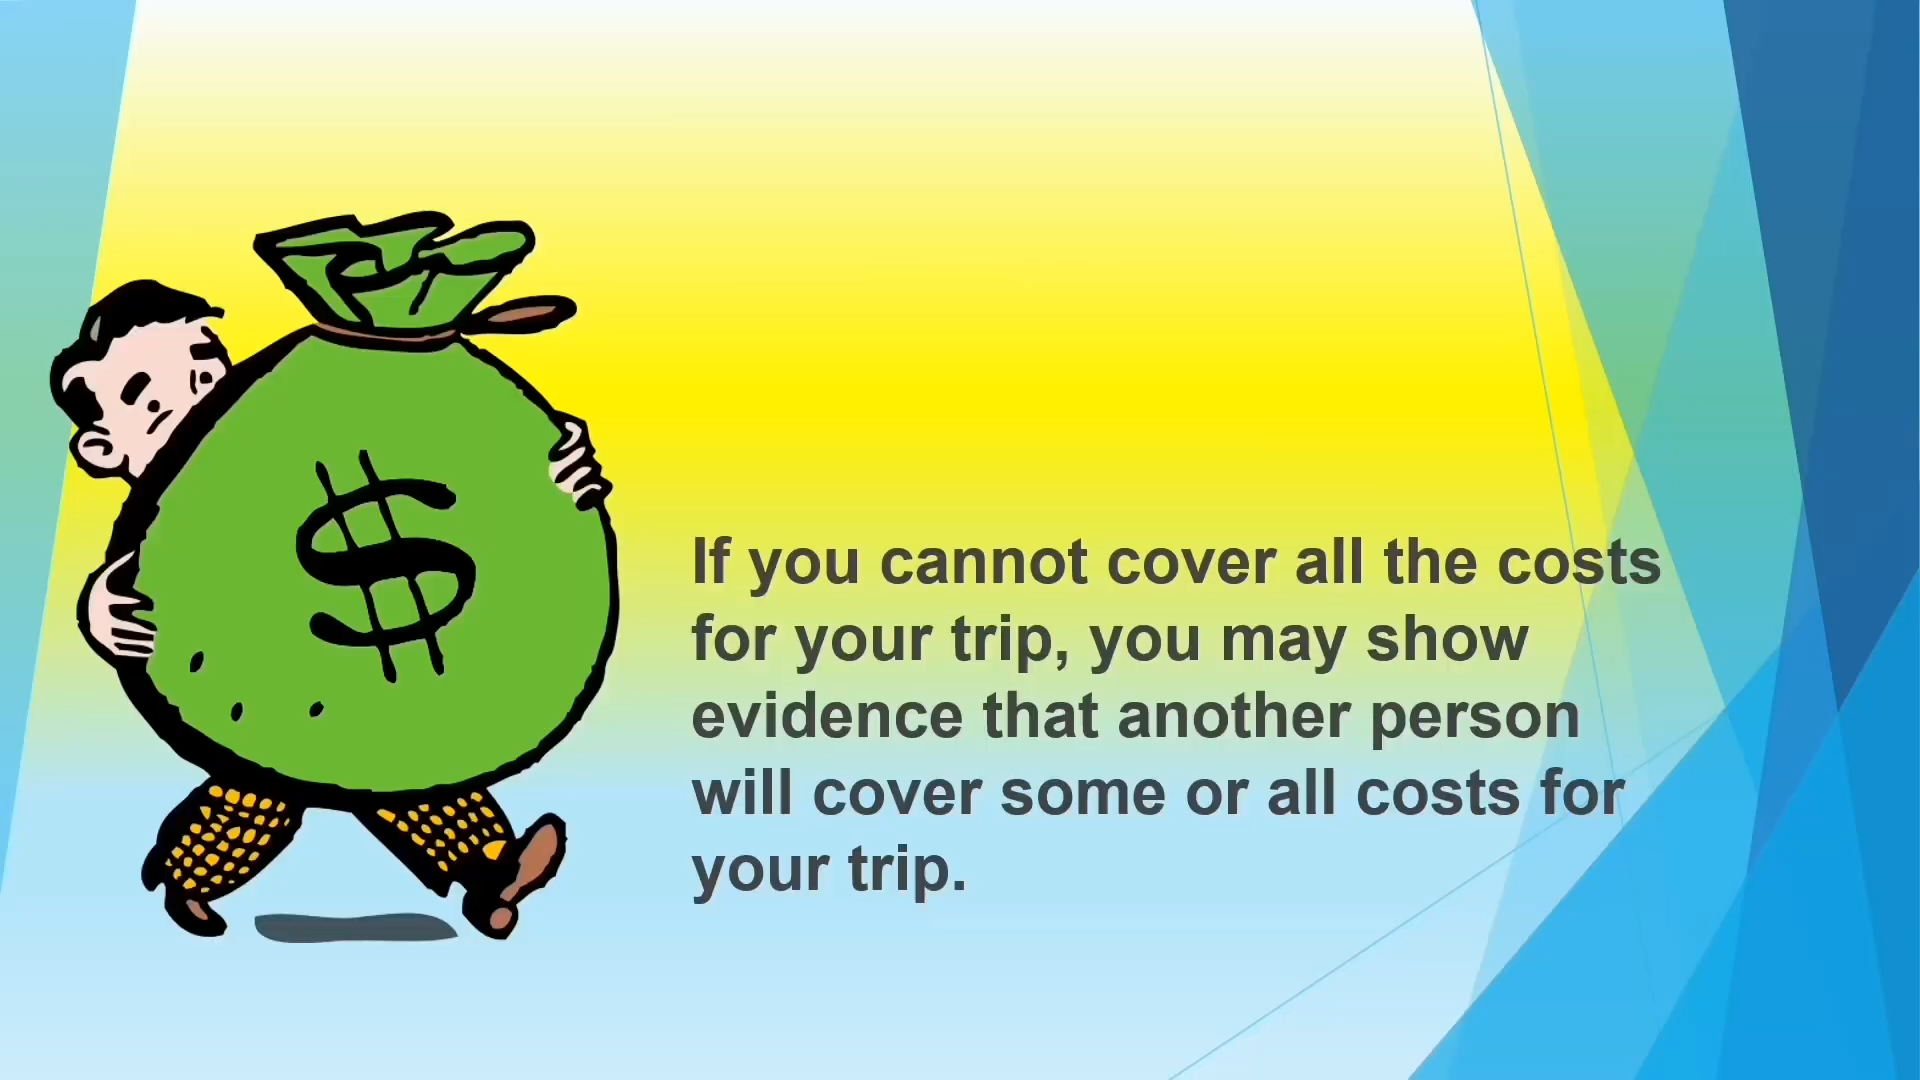 $
If you cannot cover all the costs
for your trip, you may show
evidence that another person
will cover some or all costs for
your trip.